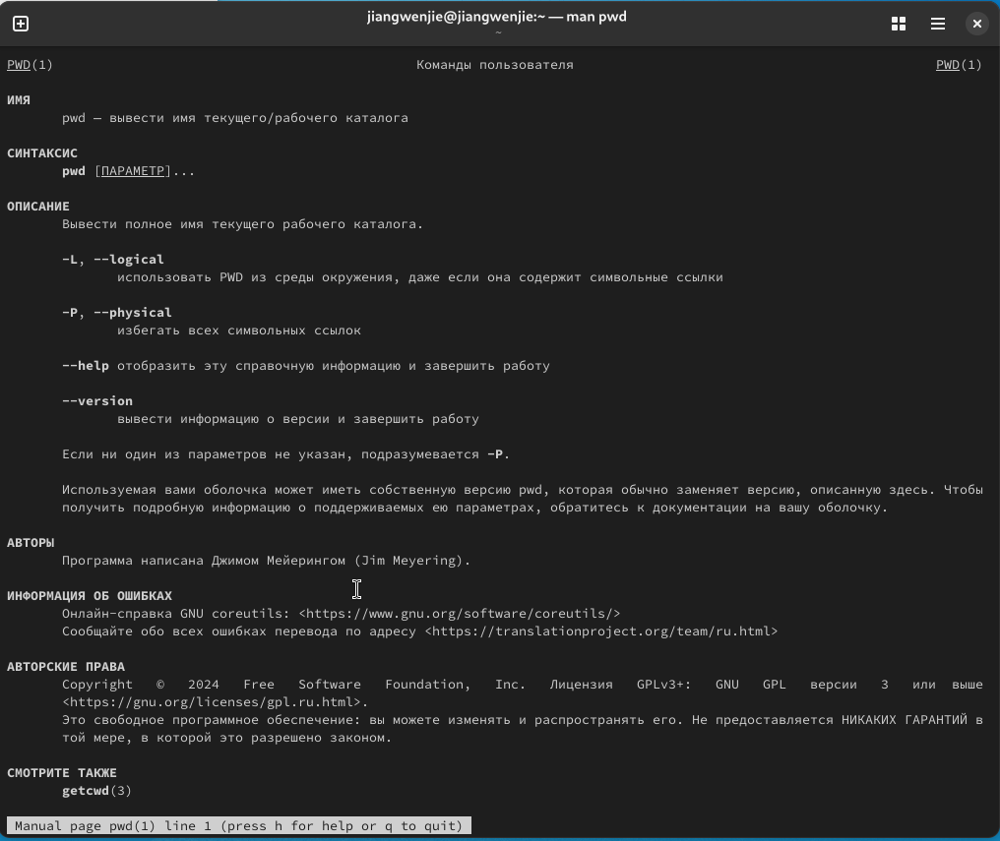 jiangwenjie@jiangwenjie:~ — man pwd
~
PWD(1) Команды пользователя PWD(1)
ИМЯ
pwd — вывести имя текущего/рабочего каталога
СИНТАКСИС
pwd [ПАРАМЕТР]...
ОПИСАНИЕ
Вывести полное имя текущего рабочего каталога.
-L, --logical
использовать PWD из среды окружения, даже если она содержит символьные ссылки
-P, --physical
избегать всех символьных ссылок
--help отобразить эту справочную информацию и завершить работу
--version
вывести информацию о версии и завершить работу
Если ни один из параметров не указан, подразумевается -P.
Используемая вами оболочка может иметь собственную версию pwd, которая обычно заменяет версию, описанную здесь. Чтобы
получить подробную информацию о поддерживаемых ею параметрах, обратитесь к документации на вашу оболочку.
АВТОРЫ
Программа написана Джимом Мейерингом (Jim Meyering).
ИНФОРМАЦИЯ ОБ ОШИБКАХ
Онлайн-справка GNU coreutils: <https://www.gnu.org/software/coreutils/>
Сообщайте обо всех ошибках перевода по адресу <https://translationproject.org/team/ru.html>
АВТОРСКИЕ ПРАВА
Copyright © 2024 Free Software Foundation, Inc. Лицензия GPLv3+: GNU GPL версии 3 или выше
<https://gnu.org/licenses/gpl.ru.html>.
Это свободное программное обеспечение: вы можете изменять и распространять его. Не предоставляется НИКАКИХ ГАРАНТИЙ в
той мере, в которой это разрешено законом.
СМОТРИТЕ ТАКЖЕ
getcwd(3)
Manual page pwd(1) line 1 (press h for help or q to quit)